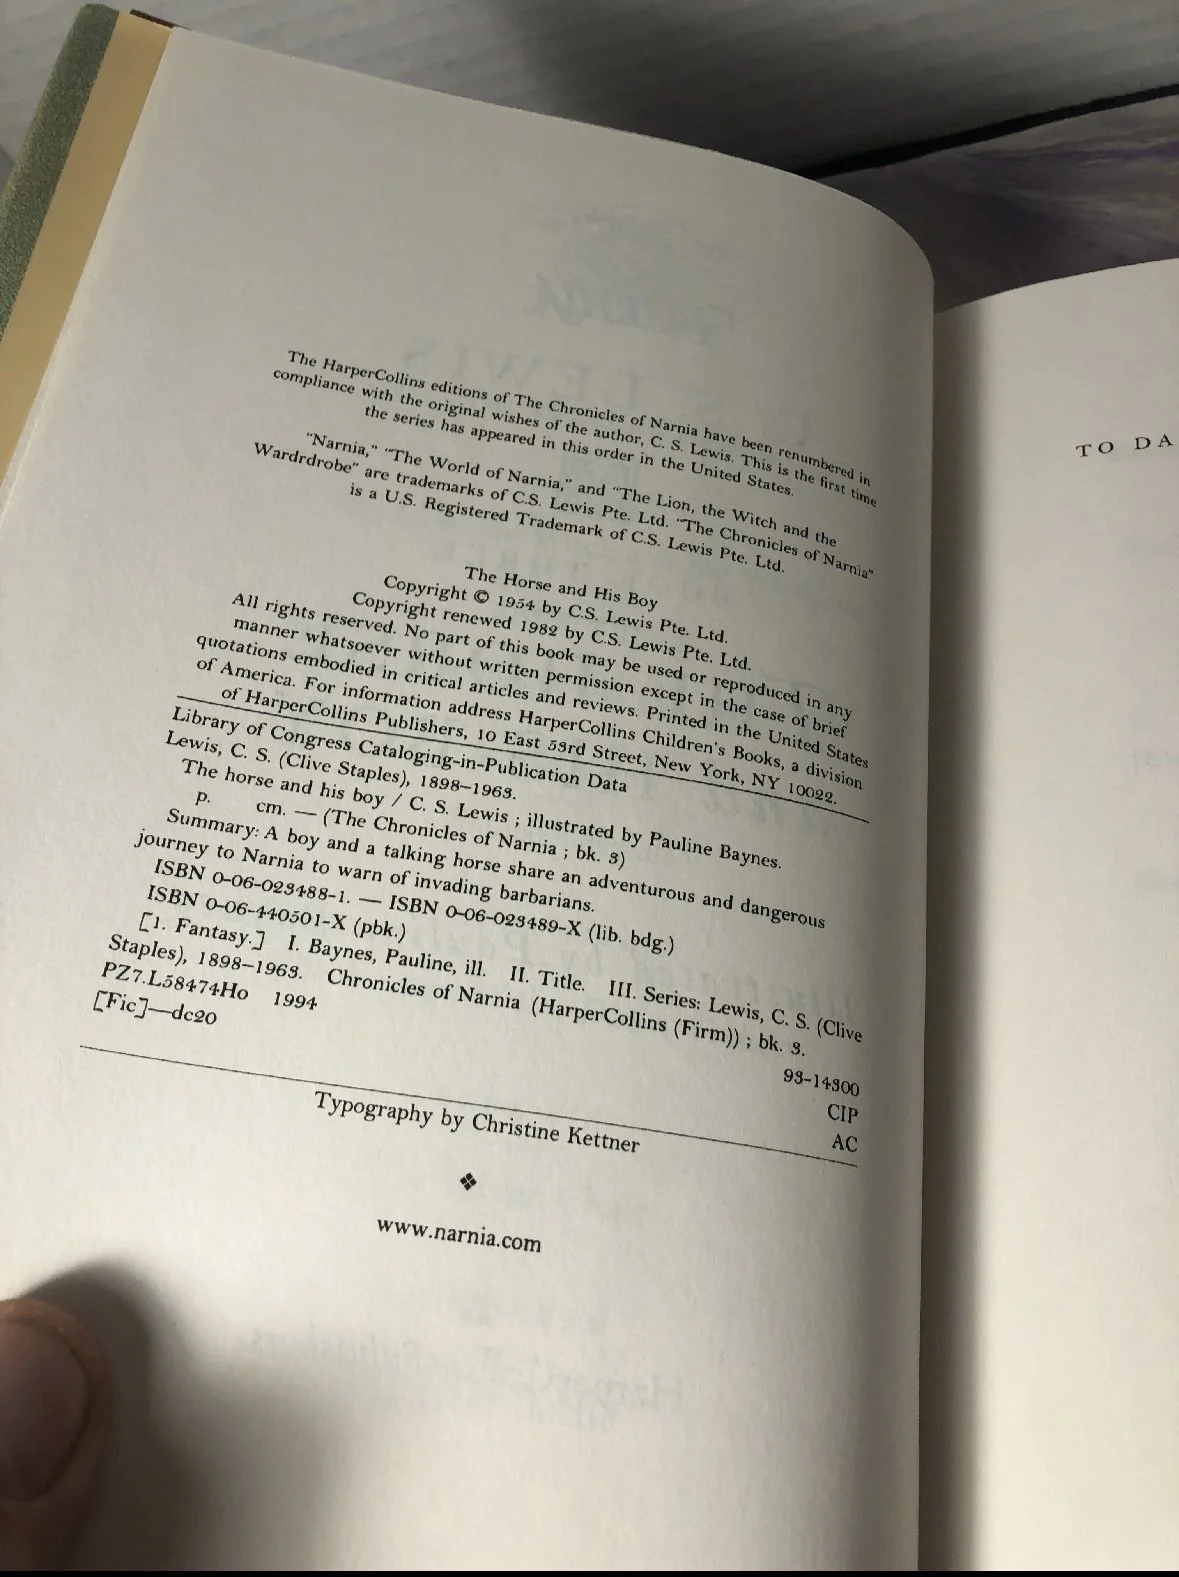 The HarperCollins editions of The Chronicles of Narnia have been renumbered in
compliance with the original wishes of the author, C. S. Lewis. This is the first time
the series has appeared in this order in the United States.
"Narnia," "The World of Narnia," and "The Lion, the Witch and the
Wardrdrobe" are trademarks of C.S. Lewis Pte. Ltd. "The Chronicles of Narnia"
is a U.S. Registered Trademark of C.S. Lewis Pte. Ltd.
The Horse and His Boy
Copyright © 1954 by C.S. Lewis Pte. Ltd.
Copyright renewed 1982 by C.S. Lewis Pte. Ltd.
All rights reserved. No part of this book may be used or reproduced in any
manner whatsoever without written permission except in the case of brief
quotations embodied in critical articles and reviews. Printed in the United States
of America. For information address HarperCollins Children's Books, a division
of HarperCollins Publishers, 10 East 53rd Street, New York, NY 10022.
Library of Congress Cataloging-in-Publication Data
Lewis, C. S. (Clive Staples), 1898–1963.
The horse and his boy / C. S. Lewis ; illustrated by Pauline Baynes.
p. cm. — (The Chronicles of Narnia ; bk. 3)
Summary: A boy and a talking horse share an adventurous and dangerous
journey to Narnia to warn of invading barbarians.
ISBN 0-06-023488-1. — ISBN 0-06-023489-X (lib. bdg.)
ISBN 0-06-440501-X (pbk.)
[1. Fantasy.] I. Baynes, Pauline, ill. II. Title. III. Series: Lewis, C. S. (Clive
Staples), 1898–1963. Chronicles of Narnia (HarperCollins (Firm)) ; bk. 3.
PZ7.L58474Ho 1994
93-14300
[Fic]—dc20
CIP
AC
Typography by Christine Kettner
❖
www.narnia.com
TO DA